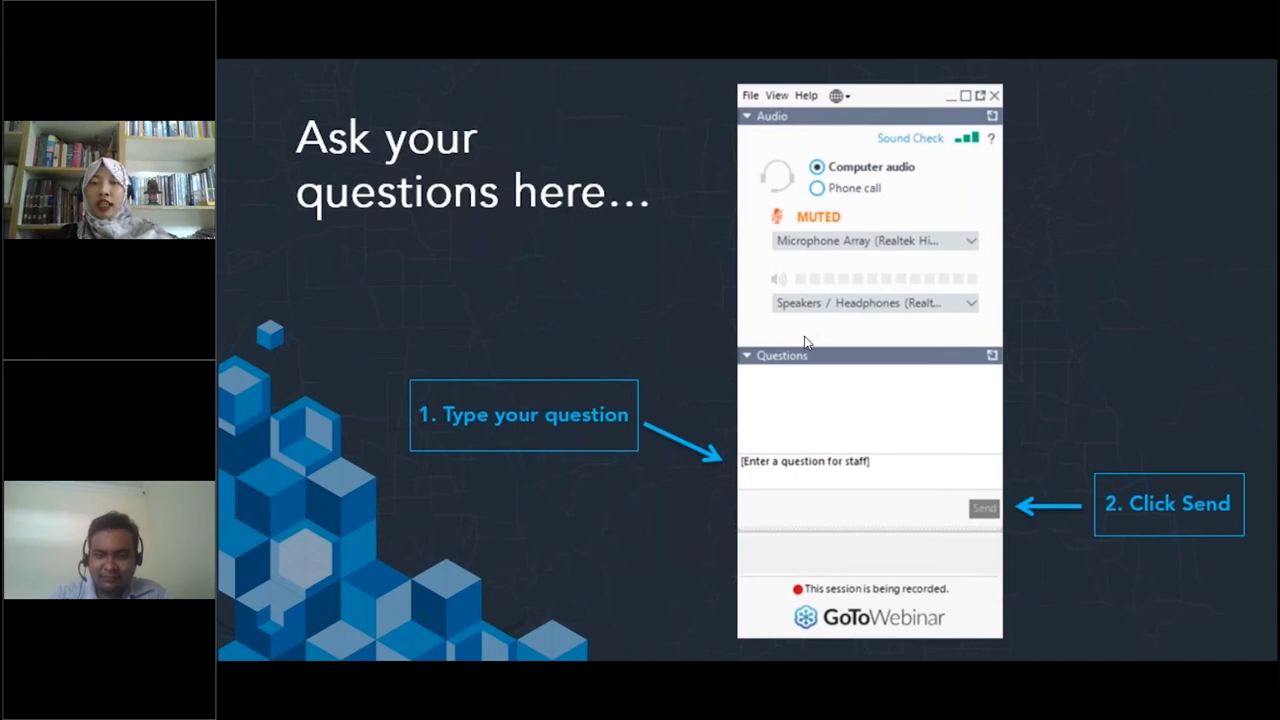 Ask your
questions here...
1. Type your question
2. Click Send
File View Help
Audio
Sound Check ?
Computer audio
Phone call
MUTED
Microphone Array (Realtek Hi...
Speakers / Headphones (Realt...
Questions
[Enter a question for staff]
Send
This session is being recorded.
GoToWebinar